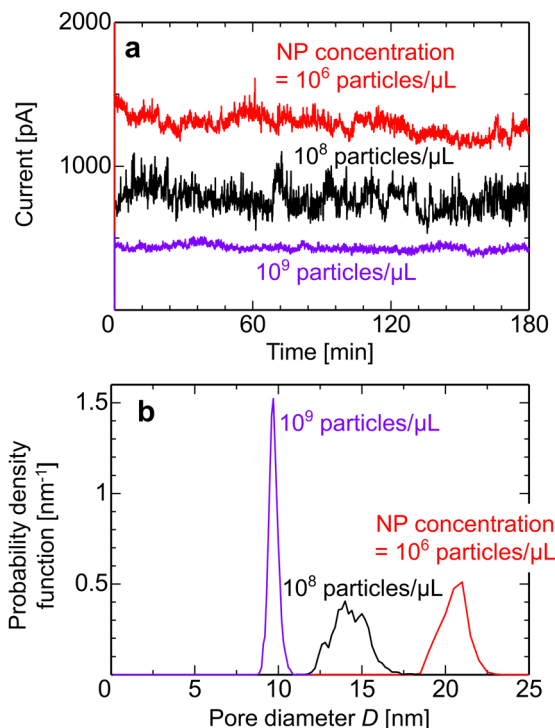 a
2000
1000
0
Current [pA]
NP concentration
= 10⁶ particles/µL
10⁸ particles/µL
10⁹ particles/µL
0 60 120 180
Time [min]
b
1.5
1
0.5
0
Probability density
function [nm⁻¹]
10⁹ particles/µL
NP concentration
= 10⁶ particles/µL
10⁸ particles/µL
0 5 10 15 20 25
Pore diameter D [nm]